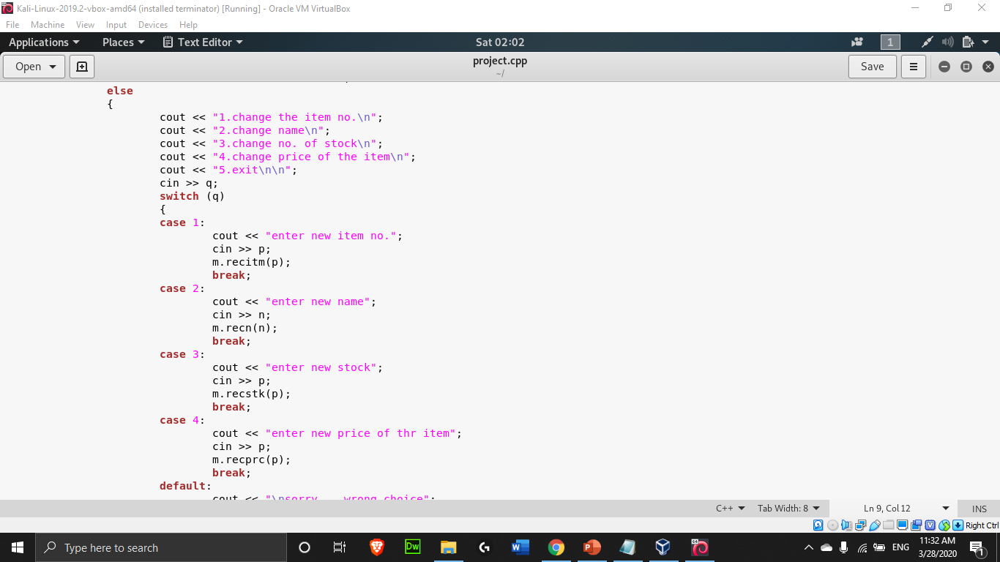 Kali-Linux-2019.2-vbox-amd64 (installed terminator) [Running] - Oracle VM VirtualBox
File Machine View Input Devices Help
Applications Places Text Editor Sat 02:02 1
Open project.cpp Save
~/
else
{
cout << "1.change the item no.\n";
cout << "2.change name\n";
cout << "3.change no. of stock\n";
cout << "4.change price of the item\n";
cout << "5.exit\n\n";
cin >> q;
switch (q)
{
case 1:
cout << "enter new item no.";
cin >> p;
m.recitm(p);
break;
case 2:
cout << "enter new name";
cin >> n;
m.recn(n);
break;
case 3:
cout << "enter new stock";
cin >> p;
m.recstk(p);
break;
case 4:
cout << "enter new price of thr item";
cin >> p;
m.recprc(p);
break;
default:
cout << "\nsorry... wrong choice";
C++ Tab Width: 8 Ln 9, Col 12 INS
Right Ctrl
Type here to search Dw W P ENG 11:32 AM
3/28/2020 1